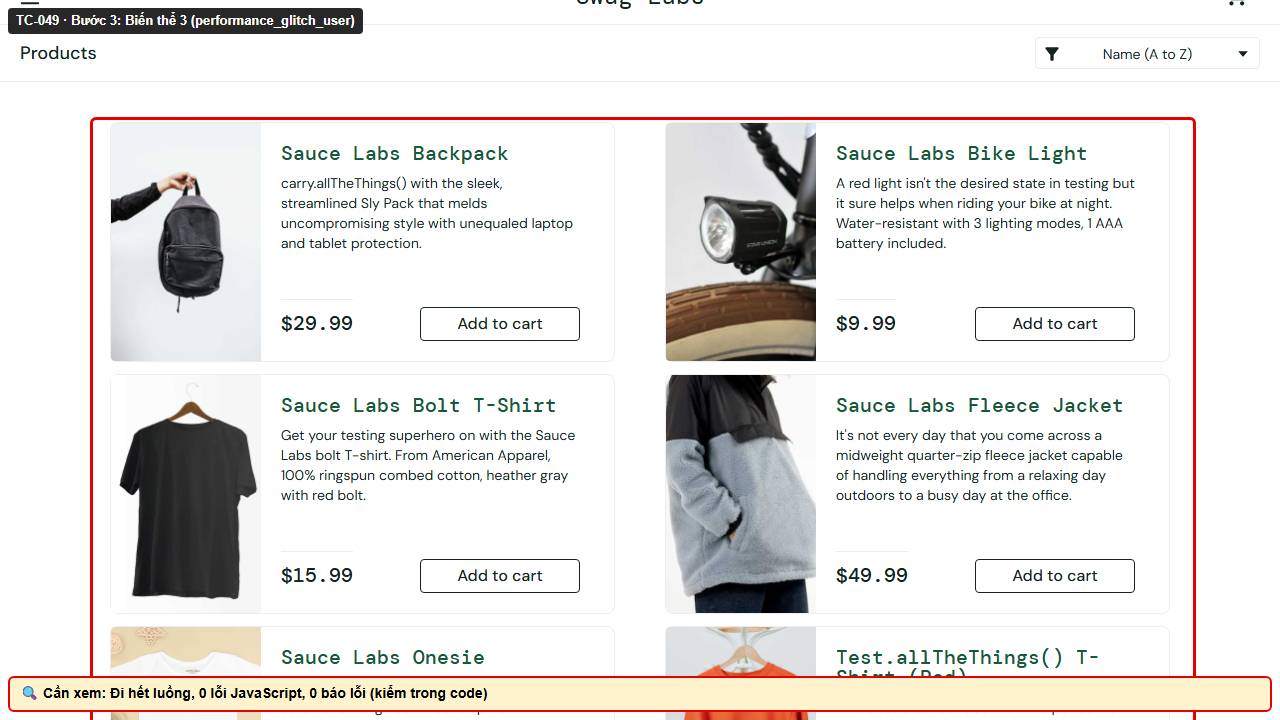 Swag Labs
TC-049 · Bước 3: Biến thể 3 (performance_glitch_user)
Products
Name (A to Z)
Sauce Labs Backpack
carry.allTheThings() with the sleek,
streamlined Sly Pack that melds
uncompromising style with unequaled laptop
and tablet protection.
$29.99
Add to cart
Sauce Labs Bike Light
A red light isn't the desired state in testing but
it sure helps when riding your bike at night.
Water-resistant with 3 lighting modes, 1 AAA
battery included.
$9.99
Add to cart
Sauce Labs Bolt T-Shirt
Get your testing superhero on with the Sauce
Labs bolt T-shirt. From American Apparel,
100% ringspun combed cotton, heather gray
with red bolt.
$15.99
Add to cart
Sauce Labs Fleece Jacket
It's not every day that you come across a
midweight quarter-zip fleece jacket capable
of handling everything from a relaxing day
outdoors to a busy day at the office.
$49.99
Add to cart
Sauce Labs Onesie
Test.allTheThings() T-
Shirt (Red)
Cần xem: Đi hết luồng, 0 lỗi JavaScript, 0 báo lỗi (kiểm trong code)